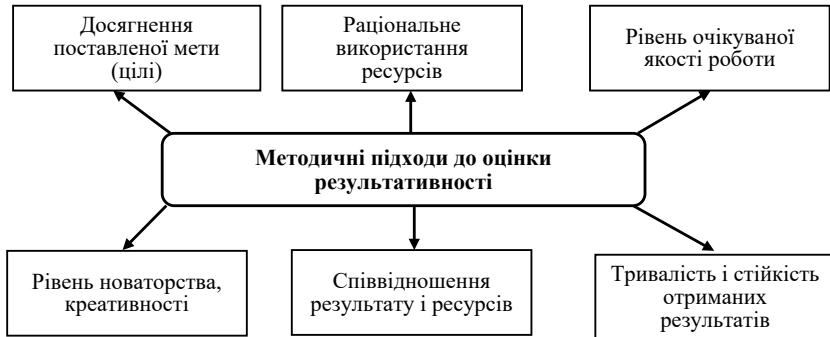 Досягнення
поставленої мети
(цілі)
Раціональне
використання
ресурсів
Рівень очікуваної
якості роботи
Методичні підходи до оцінки
результативності
Рівень новаторства,
креативності
Співвідношення
результату і ресурсів
Тривалість і стійкість
отриманих
результатів